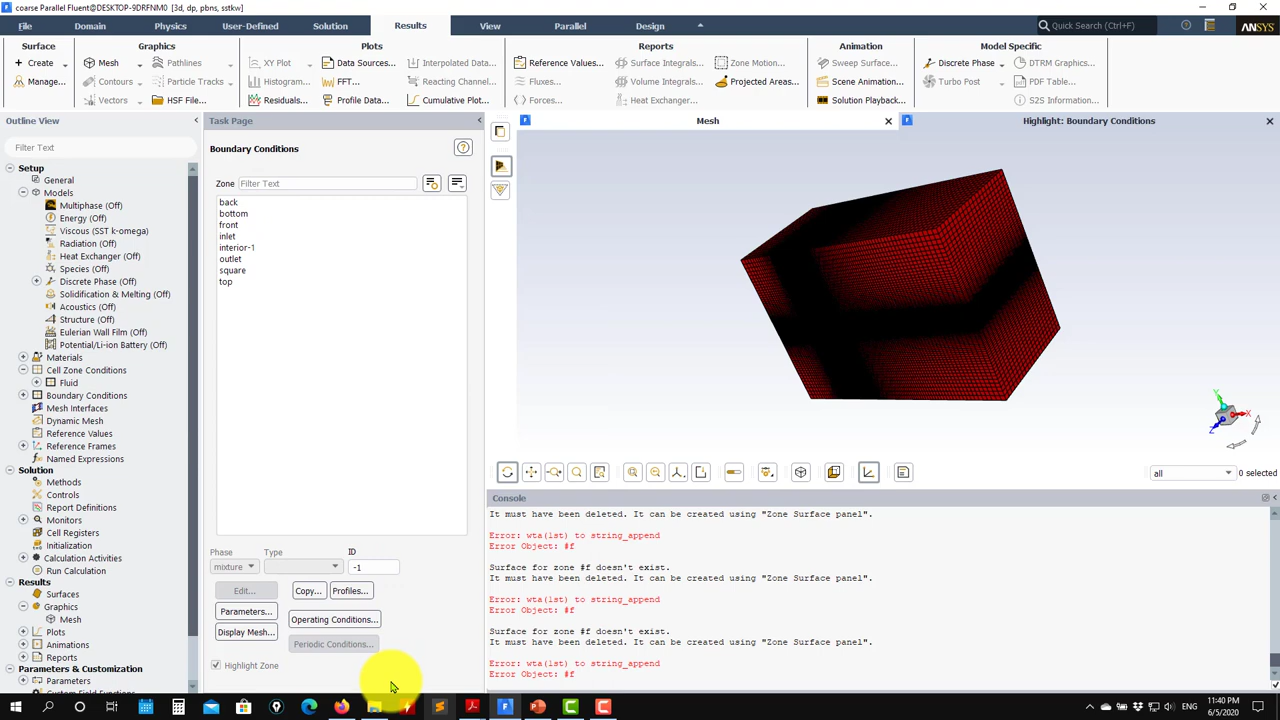 coarse Parallel Fluent@DESKTOP-9DRFNM0 [3d, dp, pbns, sstkw]
File Domain Physics User-Defined Solution Results View Parallel Design Quick Search (Ctrl+F) ANSYS
Surface Graphics Plots Reports Animation Model Specific
Create Mesh Pathlines XY Plot Data Sources... Interpolated Data... Reference Values... Surface Integrals... Zone Motion... Sweep Surface... Discrete Phase DTRM Graphics...
Manage... Contours Particle Tracks Histogram... FFT... Reacting Channel... Fluxes... Volume Integrals... Projected Areas... Scene Animation... Turbo Post PDF Table...
Vectors HSF File... Residuals... Profile Data... Cumulative Plot... Forces... Heat Exchanger... Solution Playback... S2S Information...
Outline View
Filter Text
Setup
General
Models
Multiphase (Off)
Energy (Off)
Viscous (SST k-omega)
Radiation (Off)
Heat Exchanger (Off)
Species (Off)
Discrete Phase (Off)
Solidification & Melting (Off)
Acoustics (Off)
Structure (Off)
Eulerian Wall Film (Off)
Potential/Li-ion Battery (Off)
Materials
Cell Zone Conditions
Fluid
Boundary Conditions
Mesh Interfaces
Dynamic Mesh
Reference Values
Reference Frames
Named Expressions
Solution
Methods
Controls
Report Definitions
Monitors
Cell Registers
Initialization
Calculation Activities
Run Calculation
Results
Surfaces
Graphics
Mesh
Plots
Animations
Reports
Parameters & Customization
Parameters
Custom Field Functions
Task Page
Boundary Conditions
Zone Filter Text
back
bottom
front
inlet
interior-1
outlet
square
top
Phase Type ID
mixture -1
Edit... Copy... Profiles...
Parameters... Operating Conditions...
Display Mesh... Periodic Conditions...
Highlight Zone
Mesh Highlight: Boundary Conditions
Y
X
Z
all 0 selected
Console
It must have been deleted. It can be created using "Zone Surface panel".
Error: wta(1st) to string_append
Error Object: #f
Surface for zone #f doesn't exist.
It must have been deleted. It can be created using "Zone Surface panel".
Error: wta(1st) to string_append
Error Object: #f
Surface for zone #f doesn't exist.
It must have been deleted. It can be created using "Zone Surface panel".
Error: wta(1st) to string_append
Error Object: #f
11:40 PM
6/5/2020